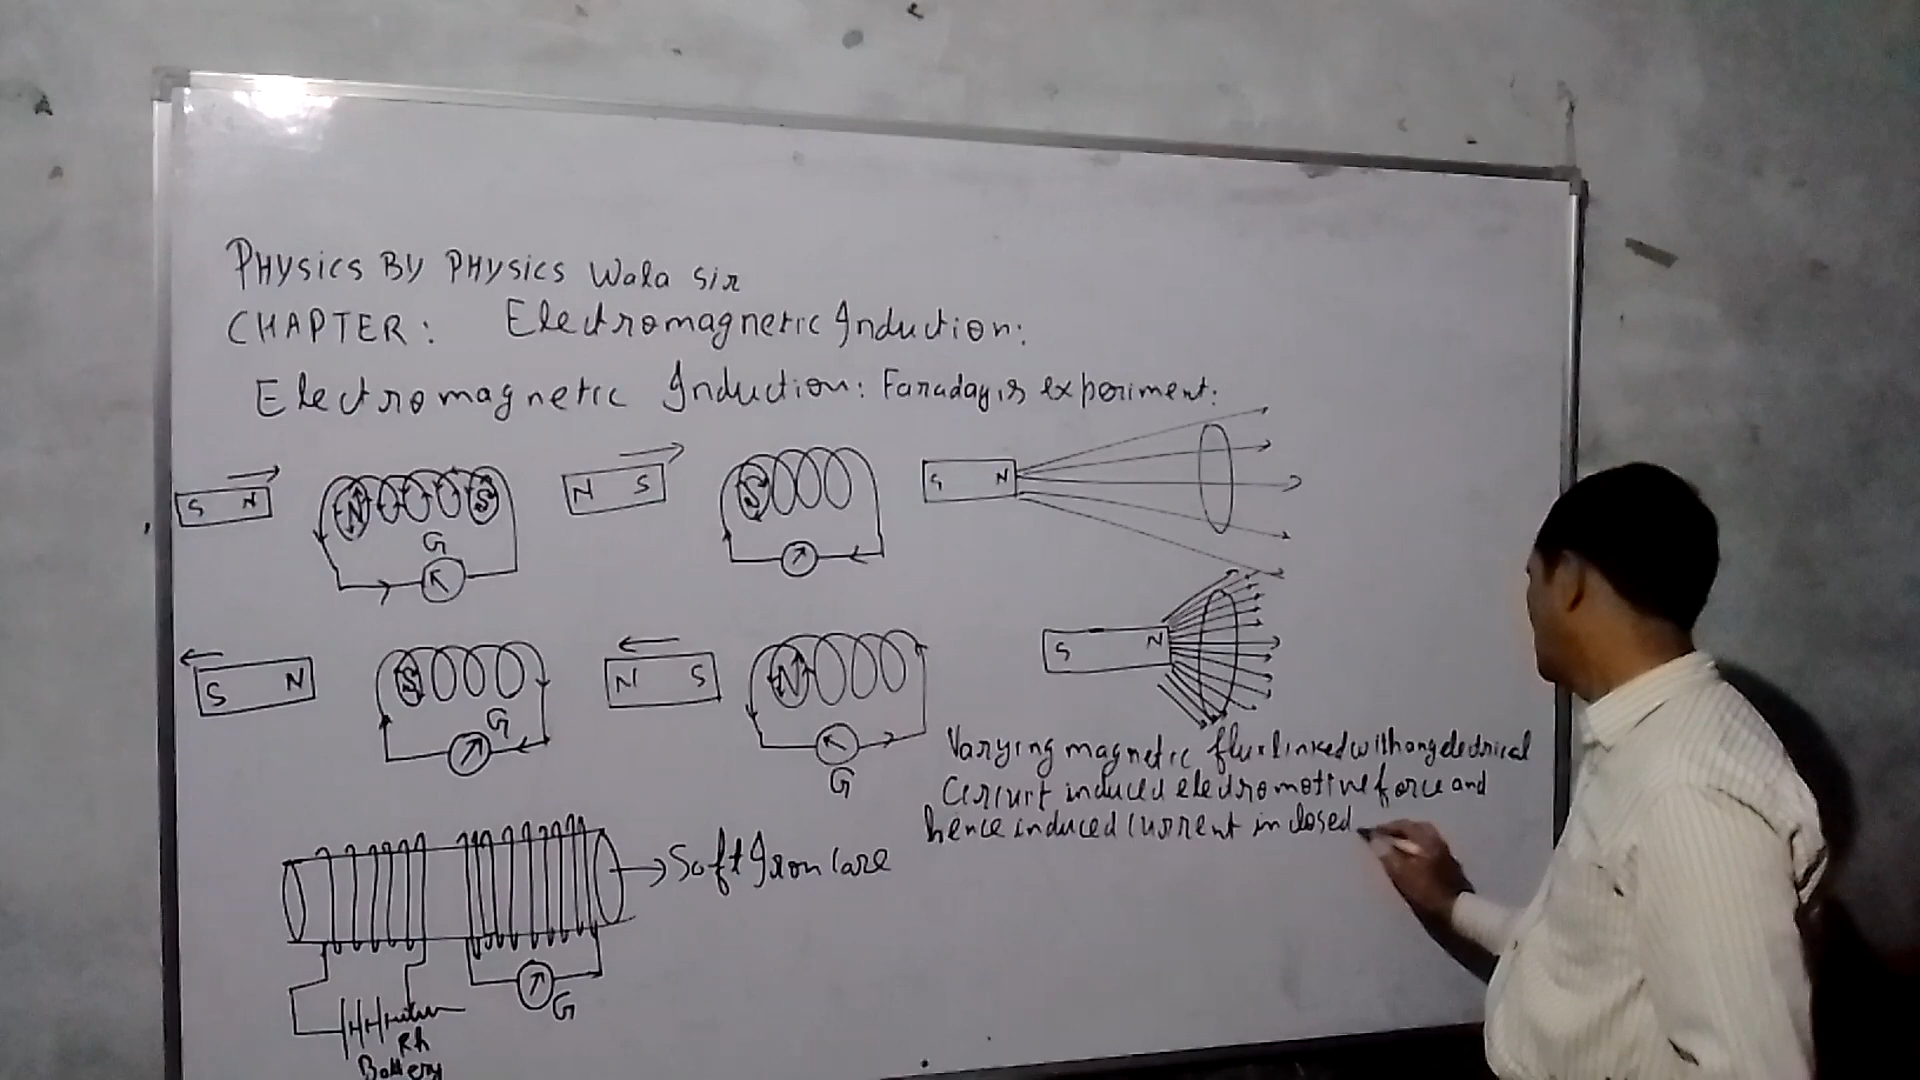 PHYSICS BY PHYSICS Wala Sir
CHAPTER: Electromagnetic Induction:
Electromagnetic Induction: Faraday's experiment:
S N
N S
G
N S
S
S N
S N
S N
S
G
N S
N
G
S N
Varying magnetic flux linked with any electrical
Circuit induced electromotive force and
hence induced current in closed
Soft Iron Core
G
Rh
Battery